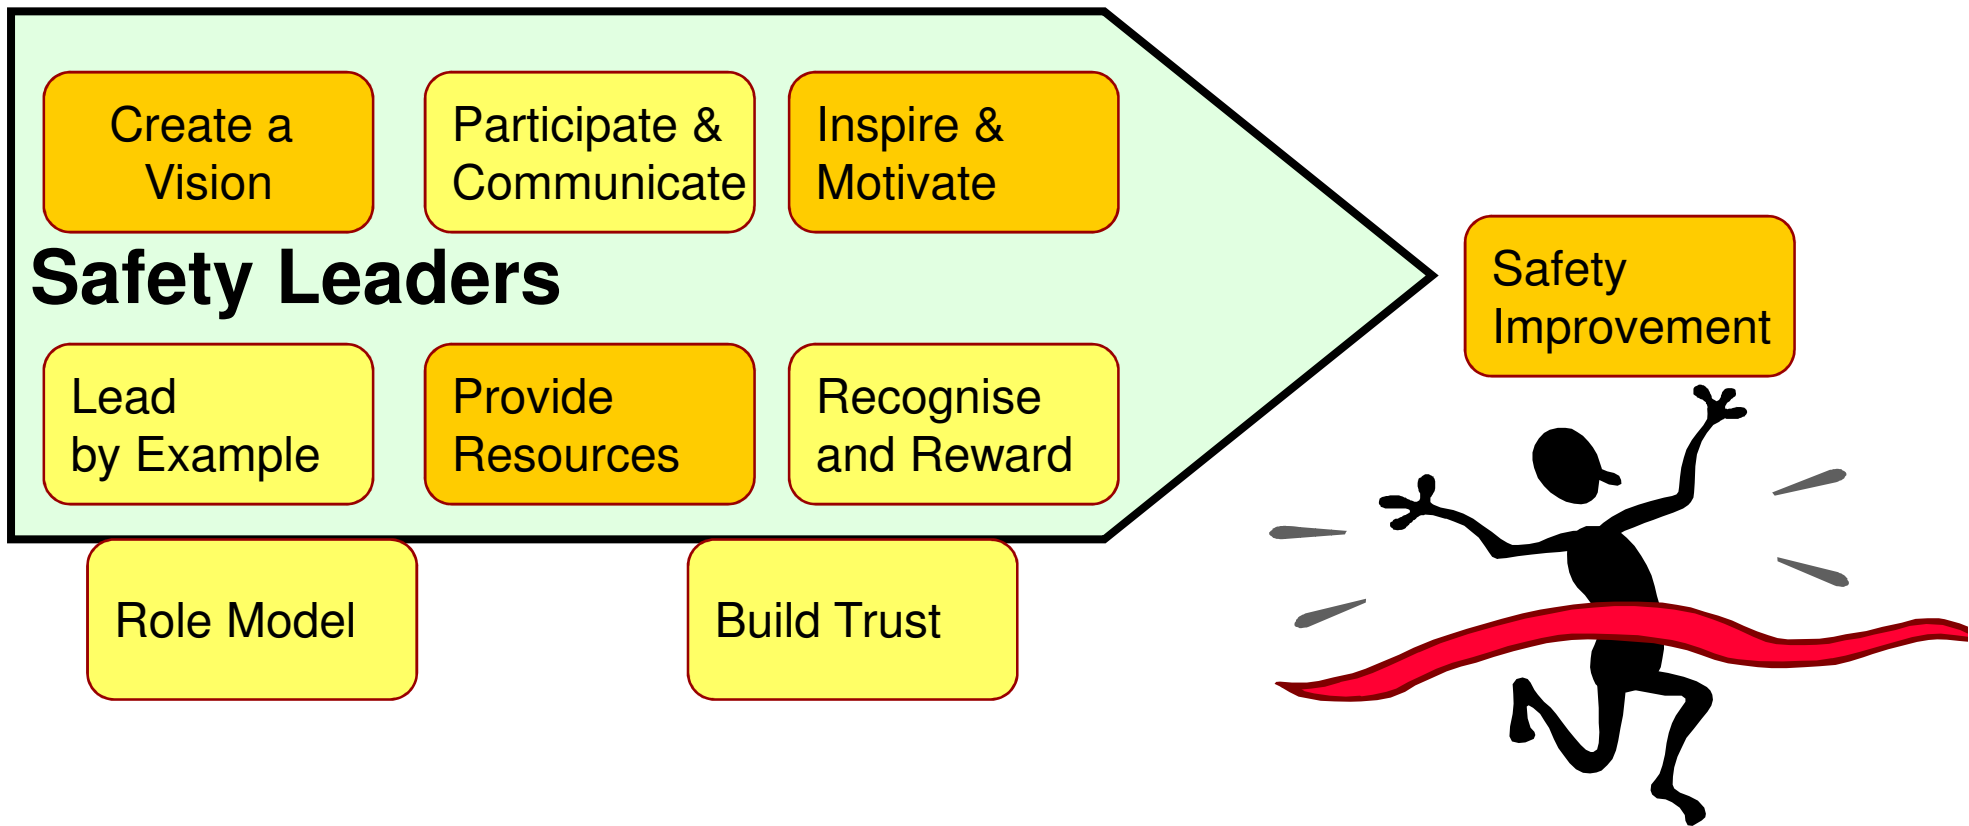 Create a
Vision
Participate &
Communicate
Inspire &
Motivate
Safety Leaders
Safety
Improvement
Lead
by Example
Provide
Resources
Recognise
and Reward
Role Model
Build Trust